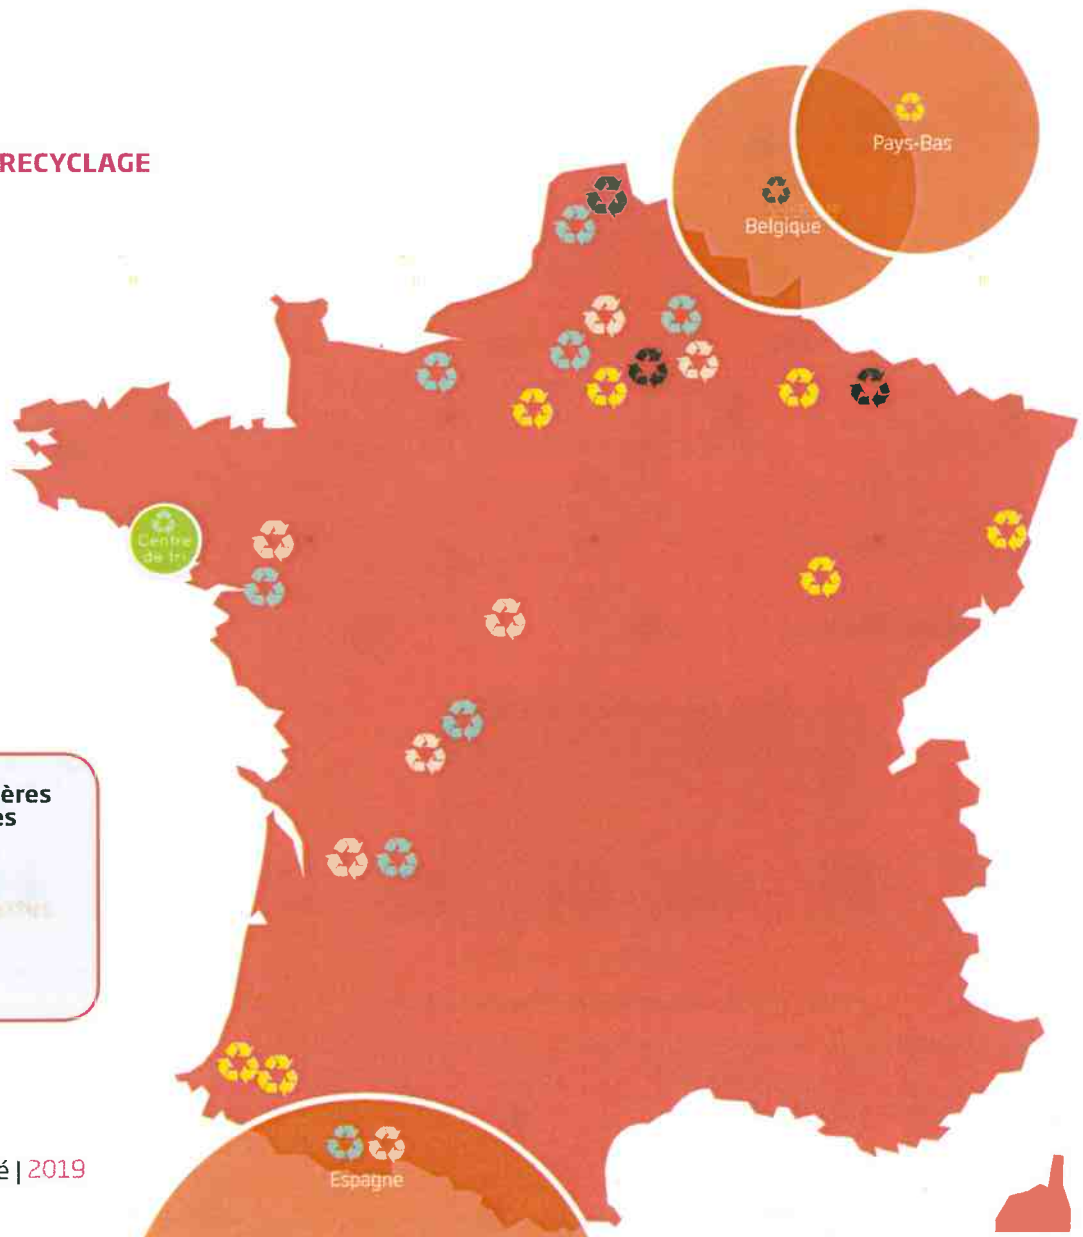 RECYCLAGE
Pays-Bas
Belgique
Centre
de tri
ères
es
Espagne
é | 2019